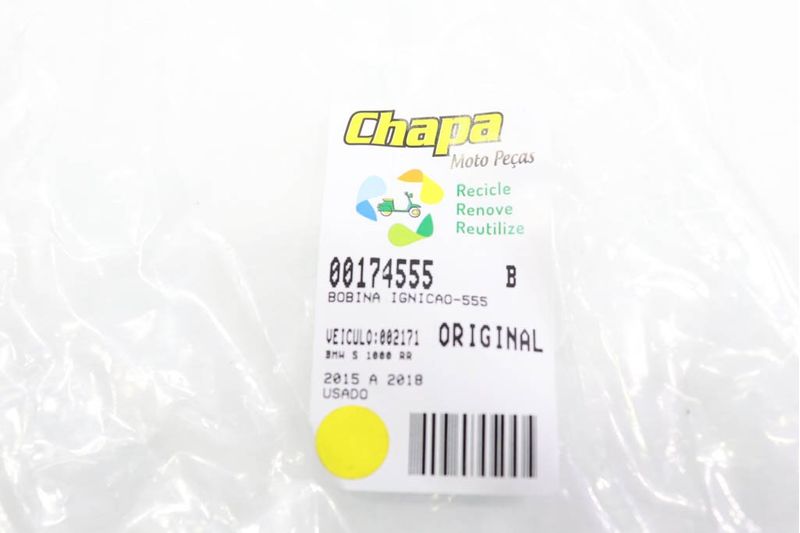 Chapa
Moto Peças
Recicle
Renove
Reutilize
00174555 B
BOBINA IGNICAO-555
VEICULO:002171 ORIGINAL
BMW S 1000 RR
2015 A 2018
USADO